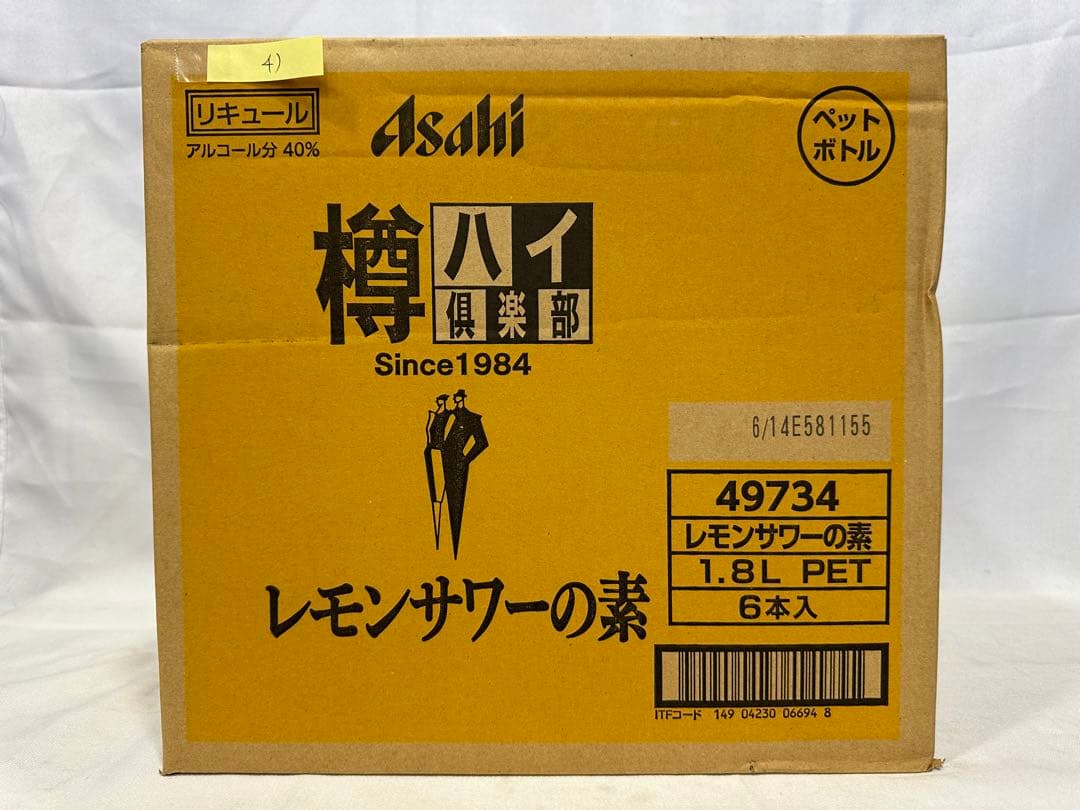 4)
リキュール
アルコール分 40%
Asahi
ペット
ボトル
樽ハイ
倶楽部
Since1984
6/14E581155
49734
レモンサワーの素
1.8L PET
6本入
レモンサワーの素
ITFコード 149 04230 06694 8